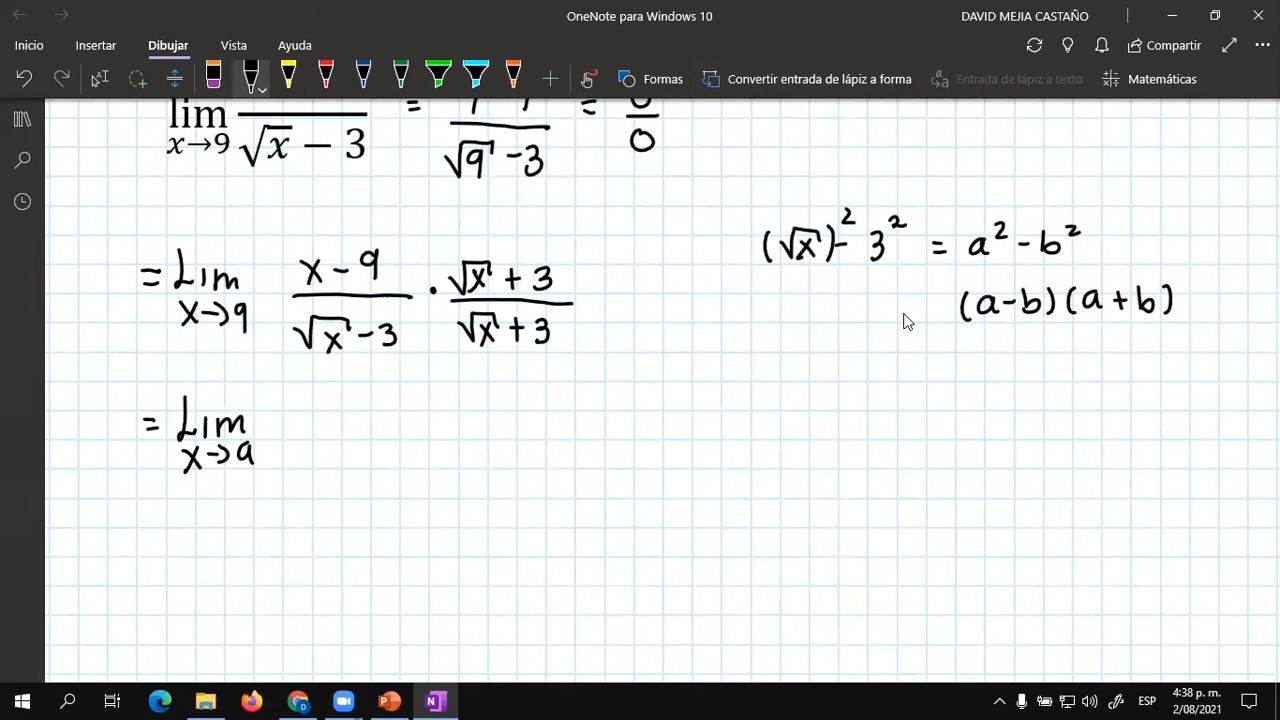 OneNote para Windows 10
DAVID MEJIA CASTAÑO
Inicio Insertar Dibujar Vista Ayuda
Compartir
Formas Convertir entrada de lápiz a forma Entrada de lápiz a texto Matemáticas
lim x→9 √x − 3 = √9 -3 = 0
(√x)² - 3² = a² - b²
(a-b)(a+b)
= Lim x→9 x-9 / √x -3 · √x +3 / √x +3
= Lim x→a
ESP
4:38 p. m.
2/08/2021